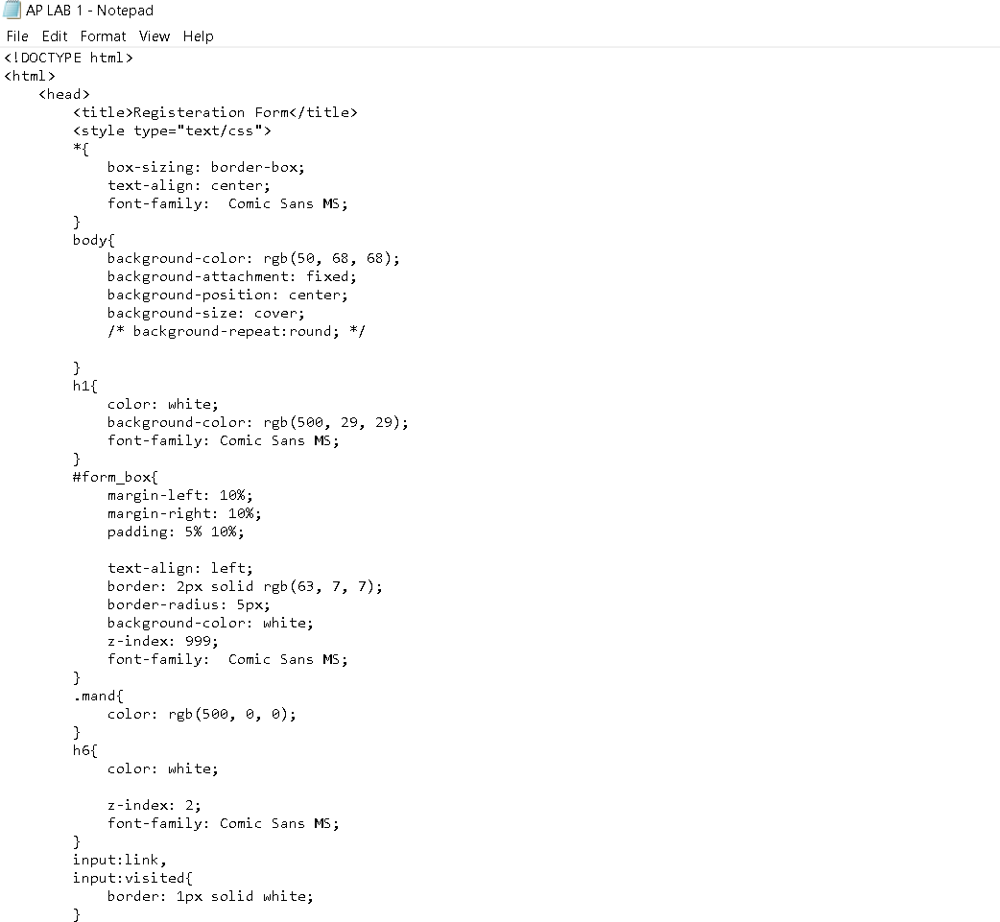 AP LAB 1 - Notepad
File Edit Format View Help
<!DOCTYPE html>
<html>
<head>
<title>Registeration Form</title>
<style type="text/css">
*{
box-sizing: border-box;
text-align: center;
font-family:  Comic Sans MS;
}
body{
background-color: rgb(50, 68, 68);
background-attachment: fixed;
background-position: center;
background-size: cover;
/* background-repeat:round; */
}
h1{
color: white;
background-color: rgb(500, 29, 29);
font-family: Comic Sans MS;
}
#form_box{
margin-left: 10%;
margin-right: 10%;
padding: 5% 10%;
text-align: left;
border: 2px solid rgb(63, 7, 7);
border-radius: 5px;
background-color: white;
z-index: 999;
font-family:  Comic Sans MS;
}
.mand{
color: rgb(500, 0, 0);
}
h6{
color: white;
z-index: 2;
font-family: Comic Sans MS;
}
input:link,
input:visited{
border: 1px solid white;
}